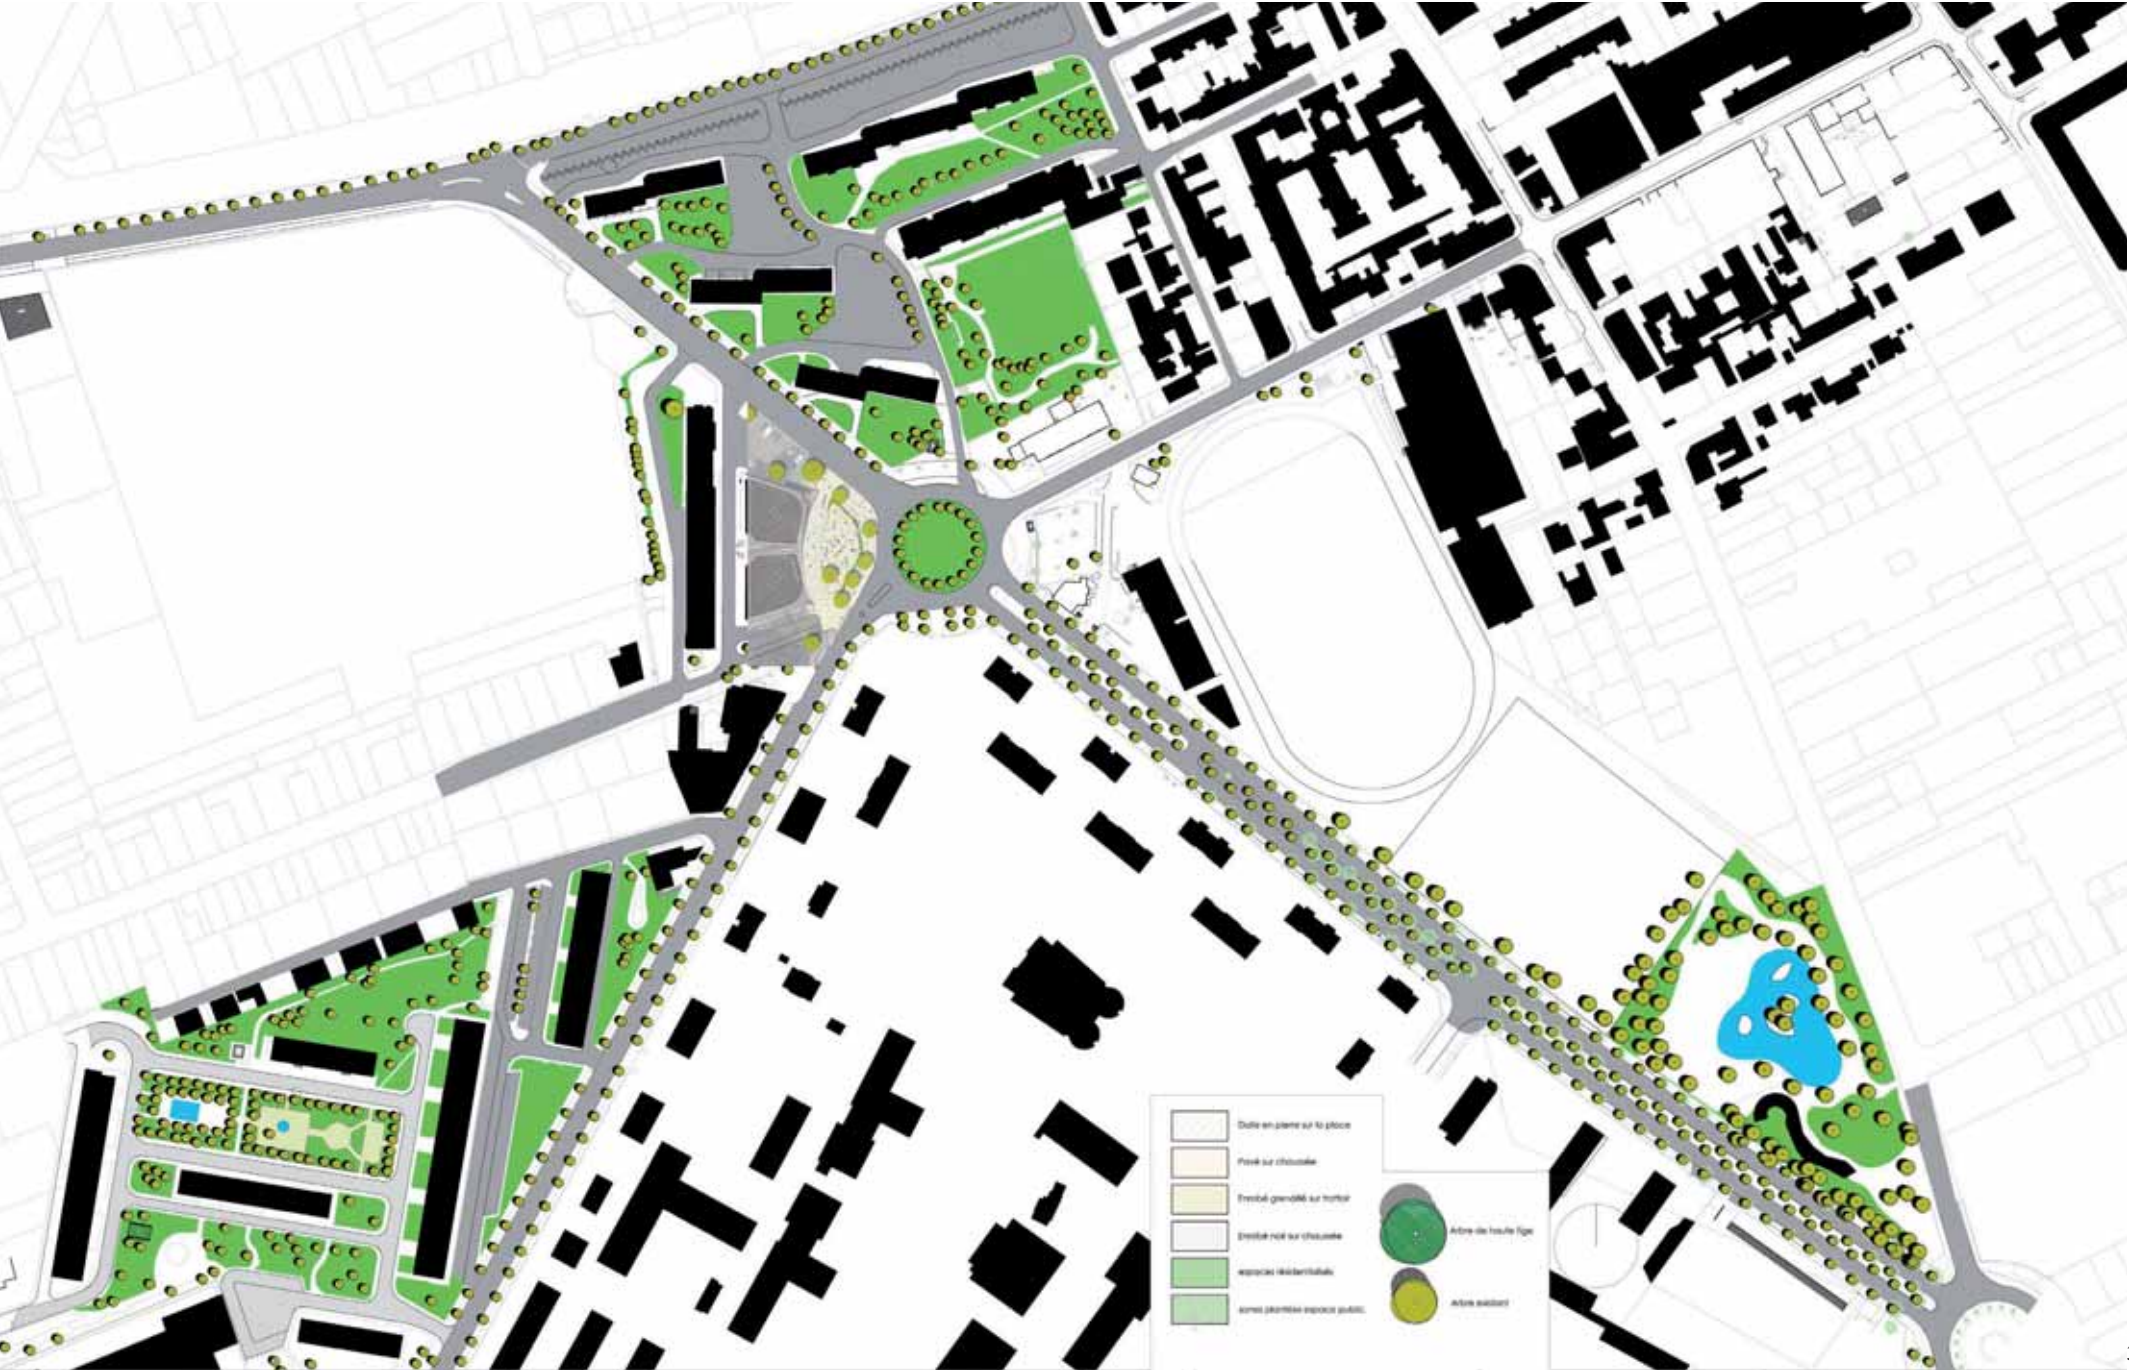 Dalle en pierre sur la place
Pavé sur chaussée
Enrobé grenaillé sur trottoir
Enrobé noir sur chaussée
espaces résidentialisés
zones plantées espace public
Arbre de haute tige
Arbre existant